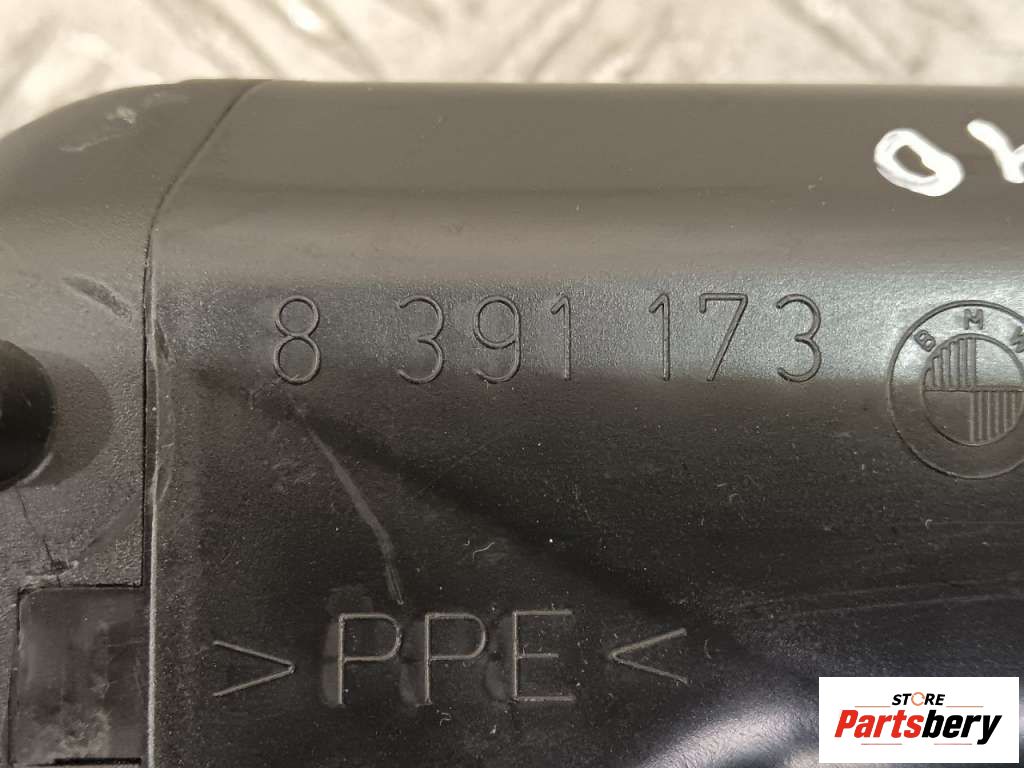 8 391 173
BMW
>PPE<
STORE
Partsbery